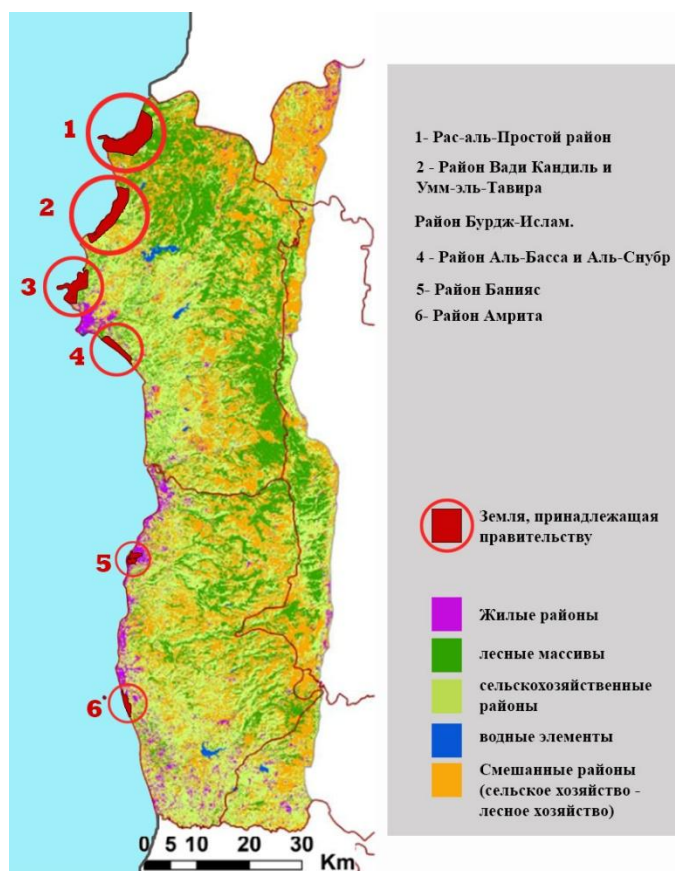 1
2
3
4
5
6
0 5 10 20 30
Km
1- Рас-аль-Простой район
2 - Район Вади Кандиль и
Умм-эль-Тавира
Район Бурдж-Ислам.
4 - Район Аль-Басса и Аль-Снубр
5- Район Банияс
6- Район Амрита
Земля, принадлежащая
правительству
Жилые районы
лесные массивы
сельскохозяйственные
районы
водные элементы
Смешанные районы
(сельское хозяйство -
лесное хозяйство)